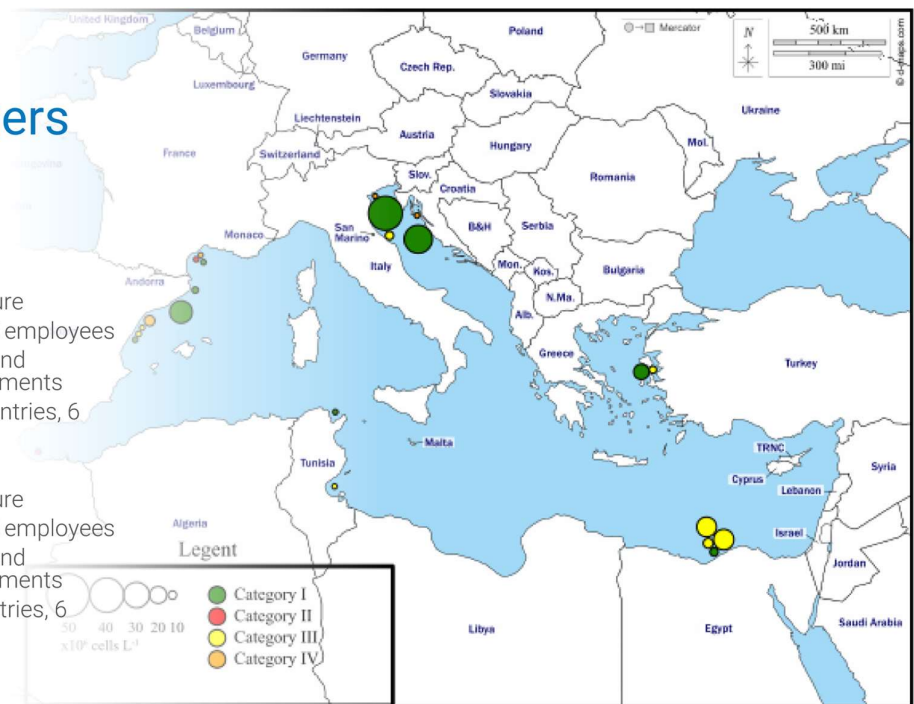 United Kingdom
Belgium
Luxembourg
Germany
Poland
Czech Rep.
Slovakia
Liechtenstein
Austria
Ukraine
France
Switzerland
Hungary
Mol.
Slov.
Croatia
Romania
Monaco
San
Marino
B&H
Serbia
Italy
Mon.
Kos.
Bulgaria
Andorra
N.Ma.
Alb.
Greece
Turkey
Malta
TRNC
Cyprus
Syria
Lebanon
Tunisia
Israel
Jordan
Algeria
Libya
Egypt
Saudi Arabia
Mercator
N
500 km
300 mi
© d-maps.com
ers
ure
employees
nd
ments
ntries, 6
ure
employees
nd
ments
tries, 6
Legent
50 40 30 20 10
x10⁶ cells L⁻¹
Category I
Category II
Category III
Category IV